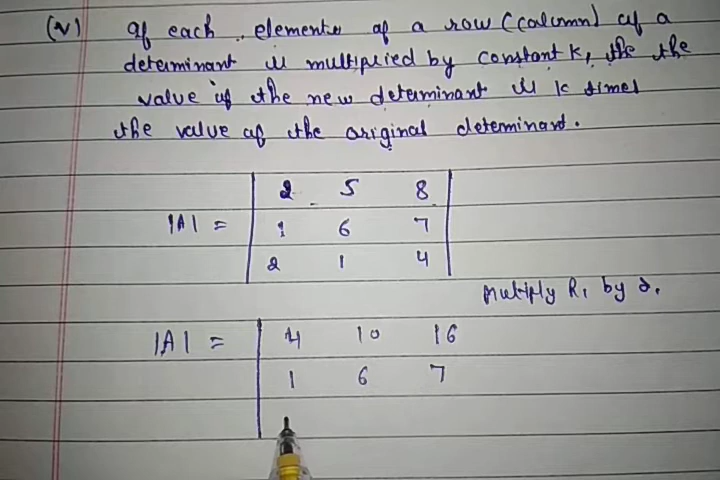 (v) If each elements of a row (column) of a
determinant is multiplied by constant k, the the
value of the new determinant is k times
the value of the original determinant.
2 5 8
|A| = 1 6 7
2 1 4
Multiply R1 by 2.
|A| = 4 10 16
1 6 7